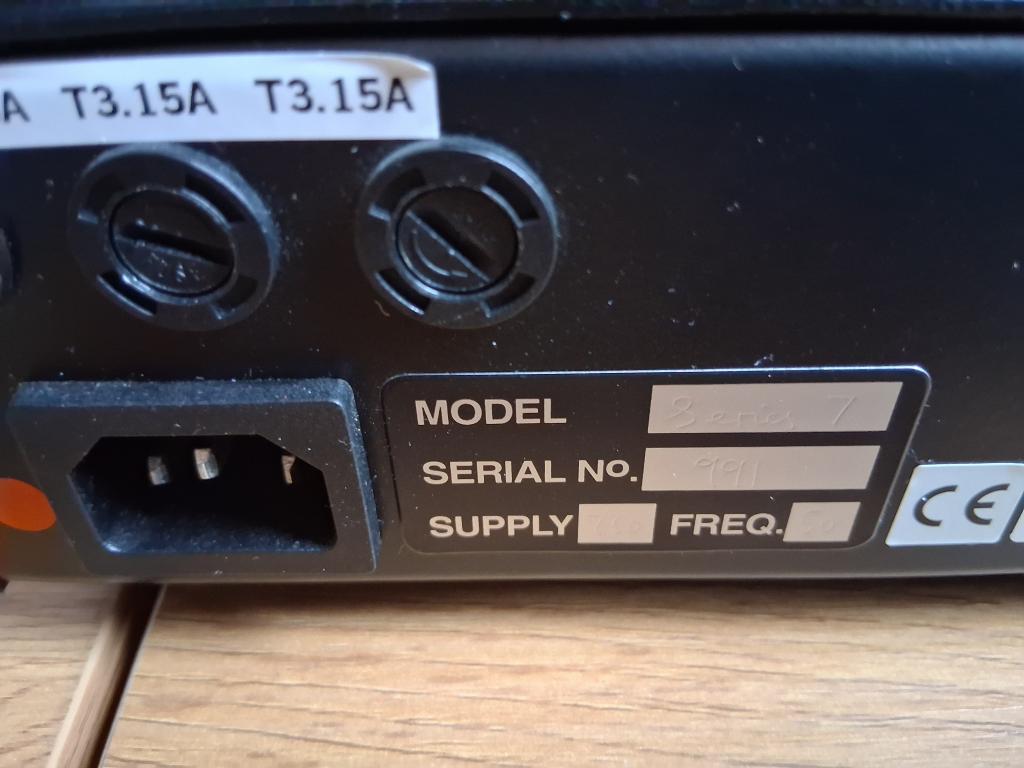 A T3.15A T3.15A
MODEL Series 7
SERIAL No. 991
SUPPLY FREQ. 50
CE